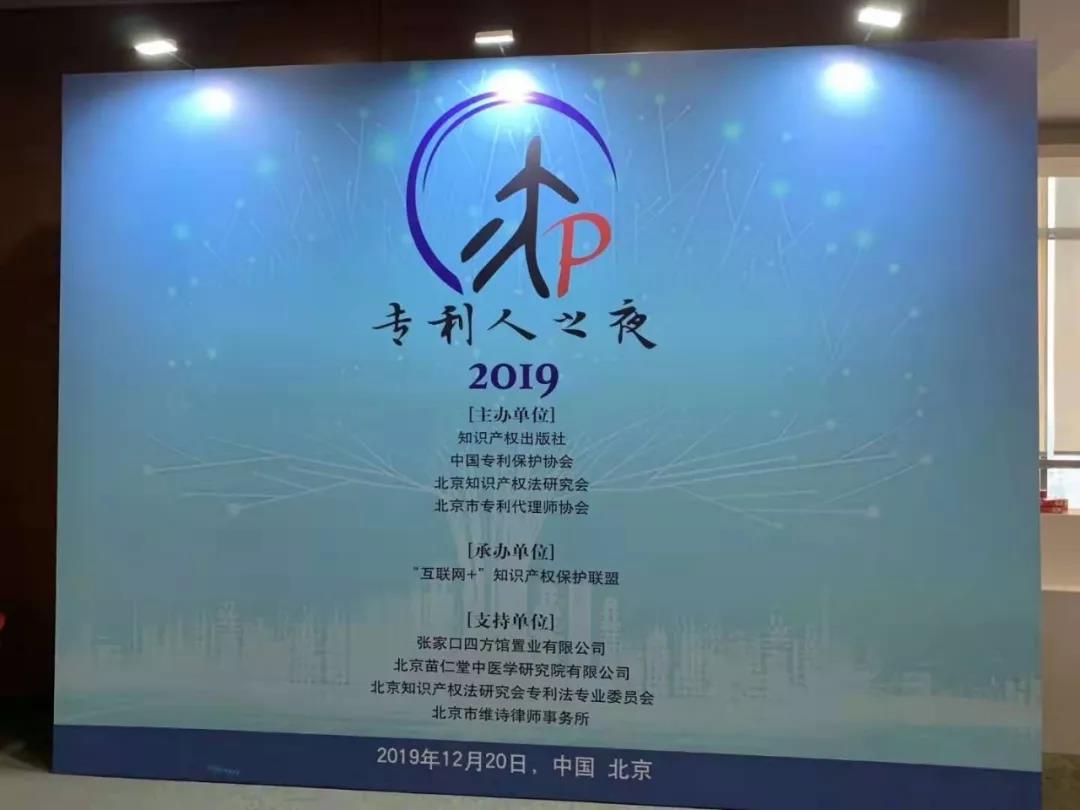 P
专利人之夜
2019
[主办单位]
知识产权出版社
中国专利保护协会
北京知识产权法研究会
北京市专利代理师协会
[承办单位]
“互联网+”知识产权保护联盟
[支持单位]
张家口四方馆置业有限公司
北京苗仁堂中医学研究院有限公司
北京知识产权法研究会专利法专业委员会
北京市维诗律师事务所
2019年12月20日，中国 北京